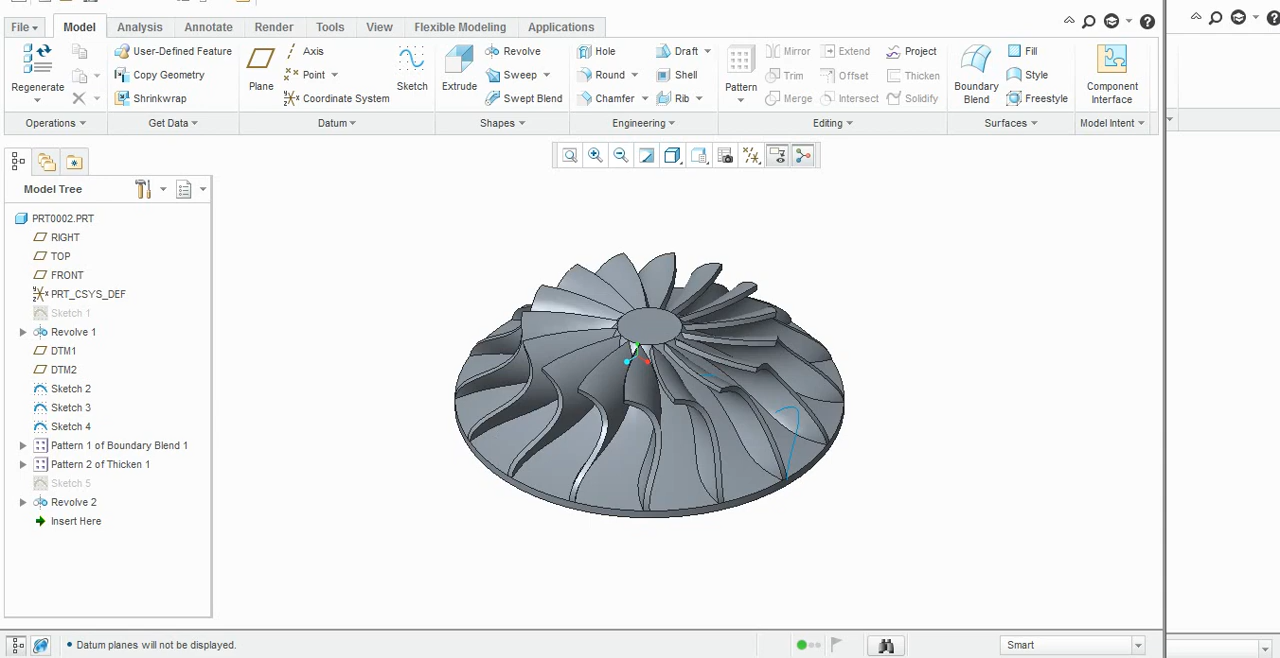 File Model Analysis Annotate Render Tools View Flexible Modeling Applications
Regenerate
User-Defined Feature
Copy Geometry
Shrinkwrap
Plane
Axis
Point
Coordinate System
Sketch
Extrude
Revolve
Sweep
Swept Blend
Hole
Round
Chamfer
Draft
Shell
Rib
Pattern
Mirror
Trim
Merge
Extend
Offset
Intersect
Project
Thicken
Solidify
Boundary
Blend
Fill
Style
Freestyle
Component
Interface
Operations Get Data Datum Shapes Engineering Editing Surfaces Model Intent
Model Tree
PRT0002.PRT
RIGHT
TOP
FRONT
PRT_CSYS_DEF
Sketch 1
Revolve 1
DTM1
DTM2
Sketch 2
Sketch 3
Sketch 4
Pattern 1 of Boundary Blend 1
Pattern 2 of Thicken 1
Sketch 5
Revolve 2
Insert Here
• Datum planes will not be displayed.
Smart